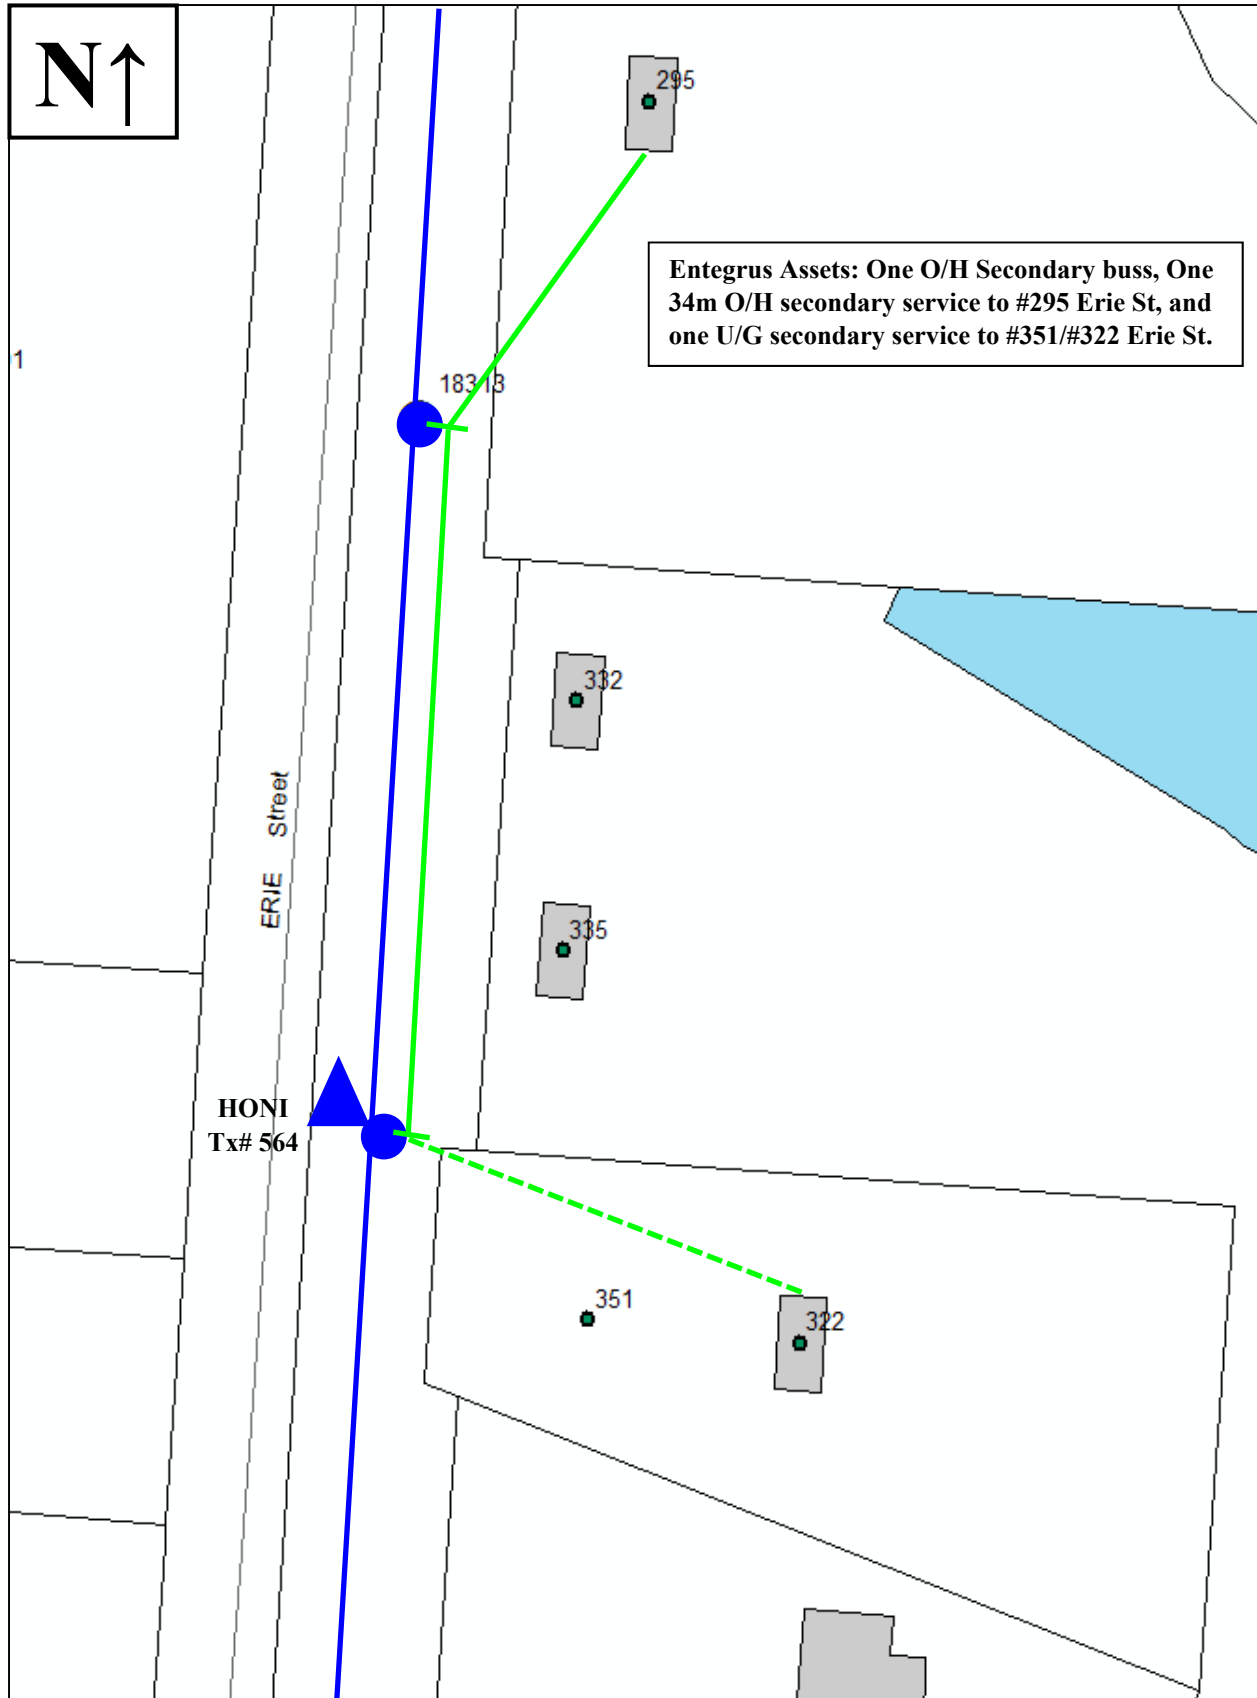 N↑
295
Entegrus Assets: One O/H Secondary buss, One
34m O/H secondary service to #295 Erie St, and
one U/G secondary service to #351/#322 Erie St.
1
332
ERIE Street
335
HONI
Tx# 564
351
322